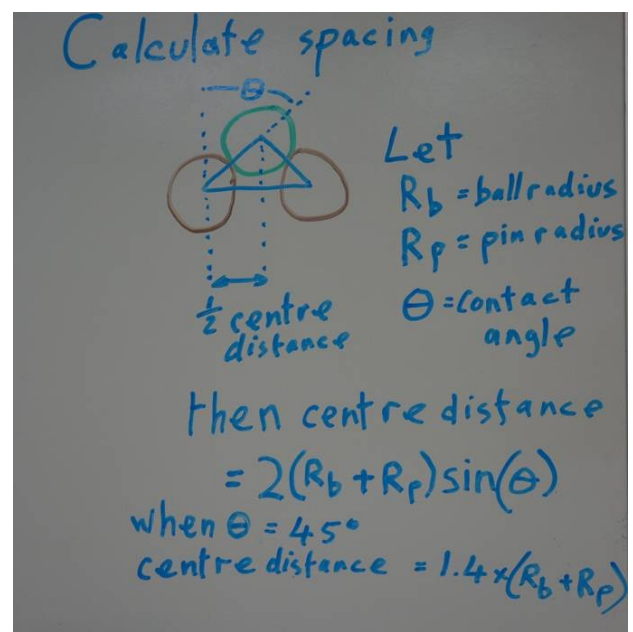 Calculate spacing
θ
Let
Rb = ball radius
Rp = pin radius
θ = contact
angle
1/2 centre
distance
then centre distance
= 2(Rb + Rp) sin(θ)
when θ = 45°
centre distance = 1.4 × (Rb + Rp)